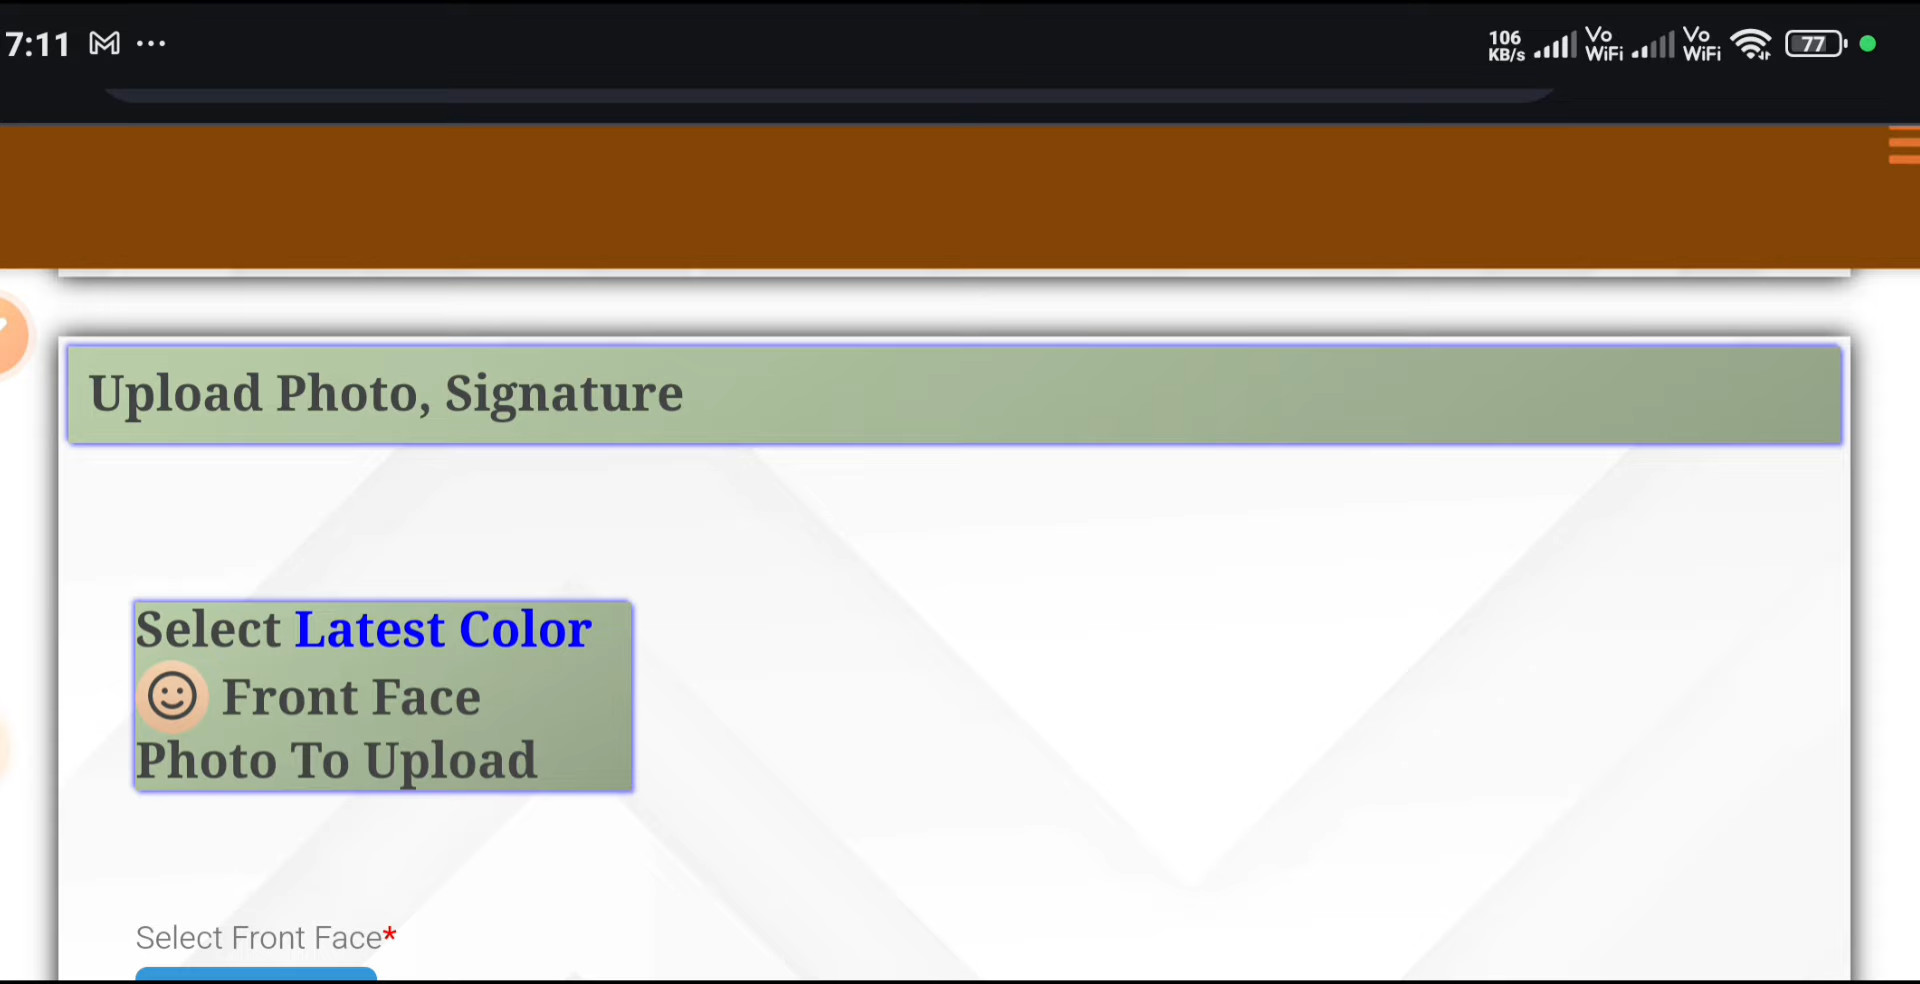 7:11
106
KB/s
Vo
WiFi
Vo
WiFi
77
Upload Photo, Signature
Select Latest Color
Front Face
Photo To Upload
Select Front Face*